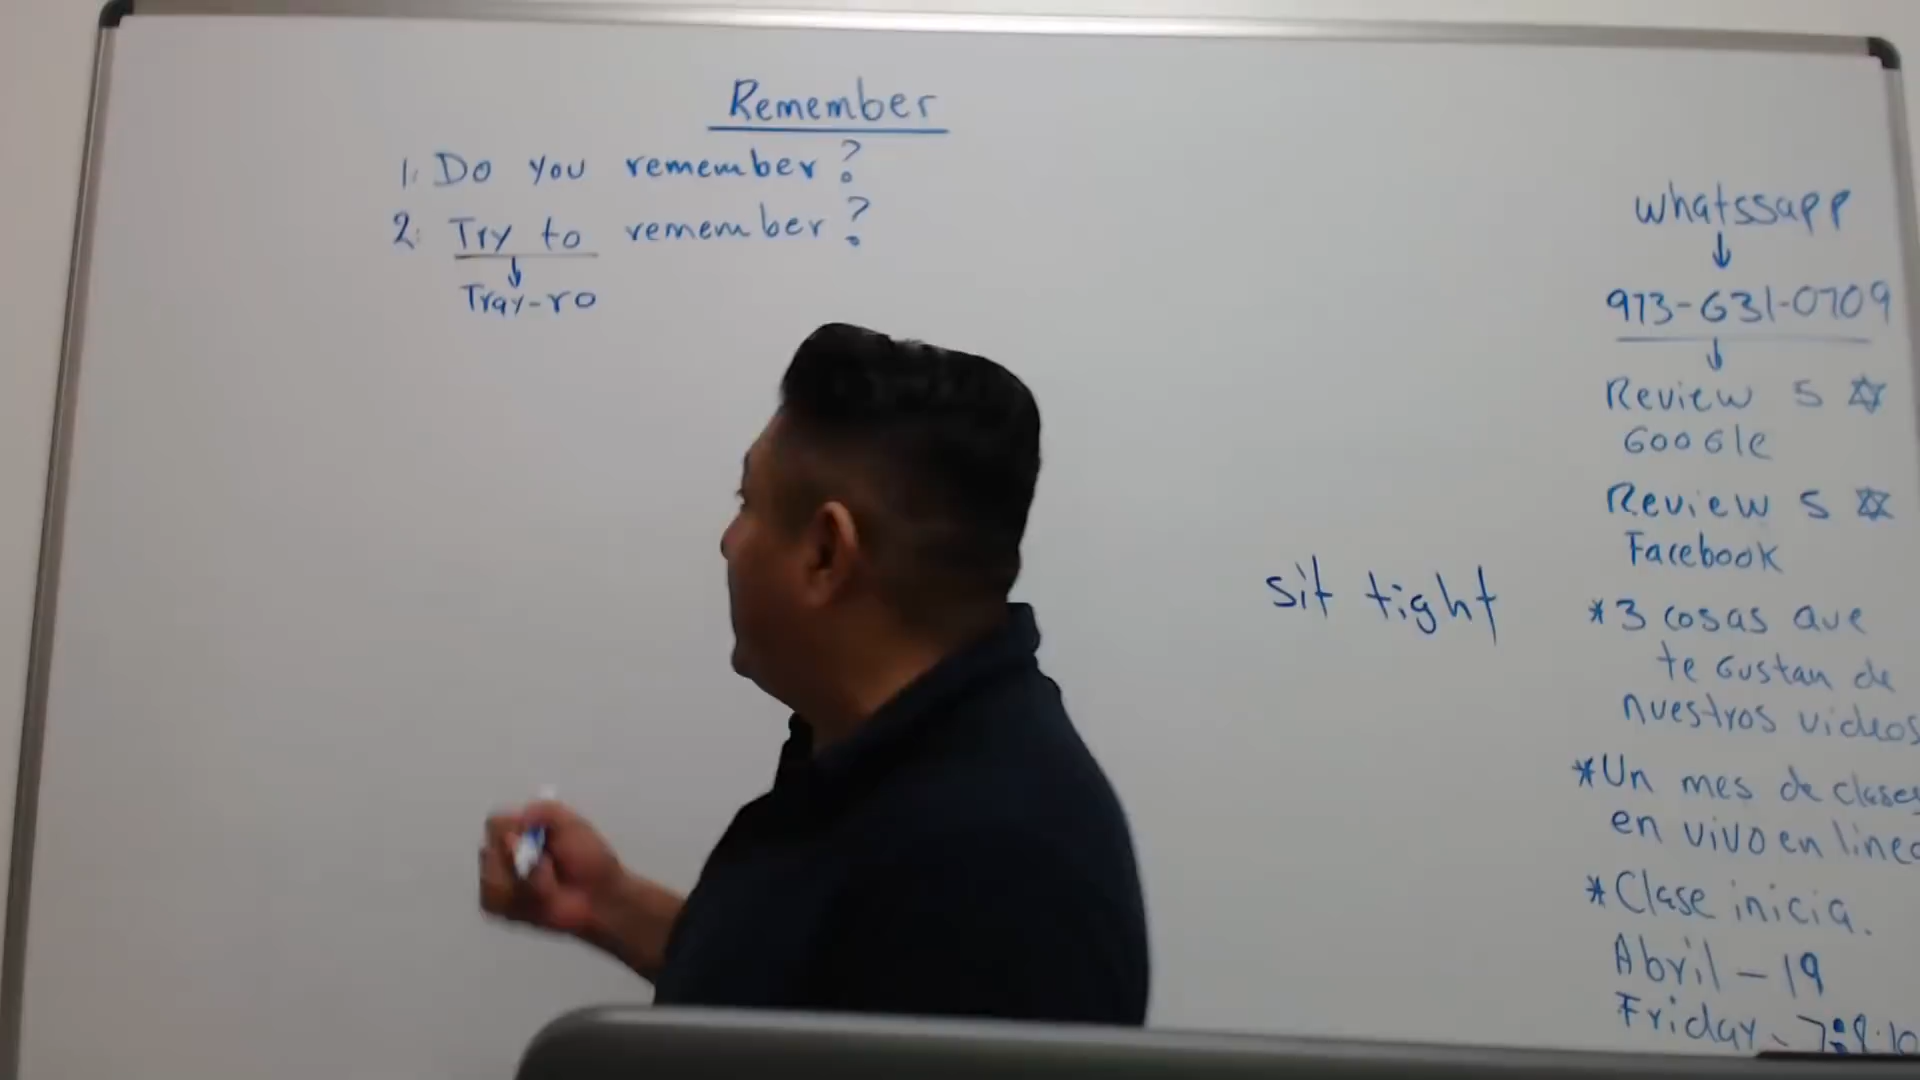 Remember
1. Do you remember?
2. Try to remember?
Tray-ro
sit tight
whatssapp
973-631-0709
Review 5
Google
Review 5
Facebook
*3 cosas que
te Gustan de
nuestros videos
*Un mes de clases
en vivo en linea
*Clase inicia.
Abril - 19
Friday